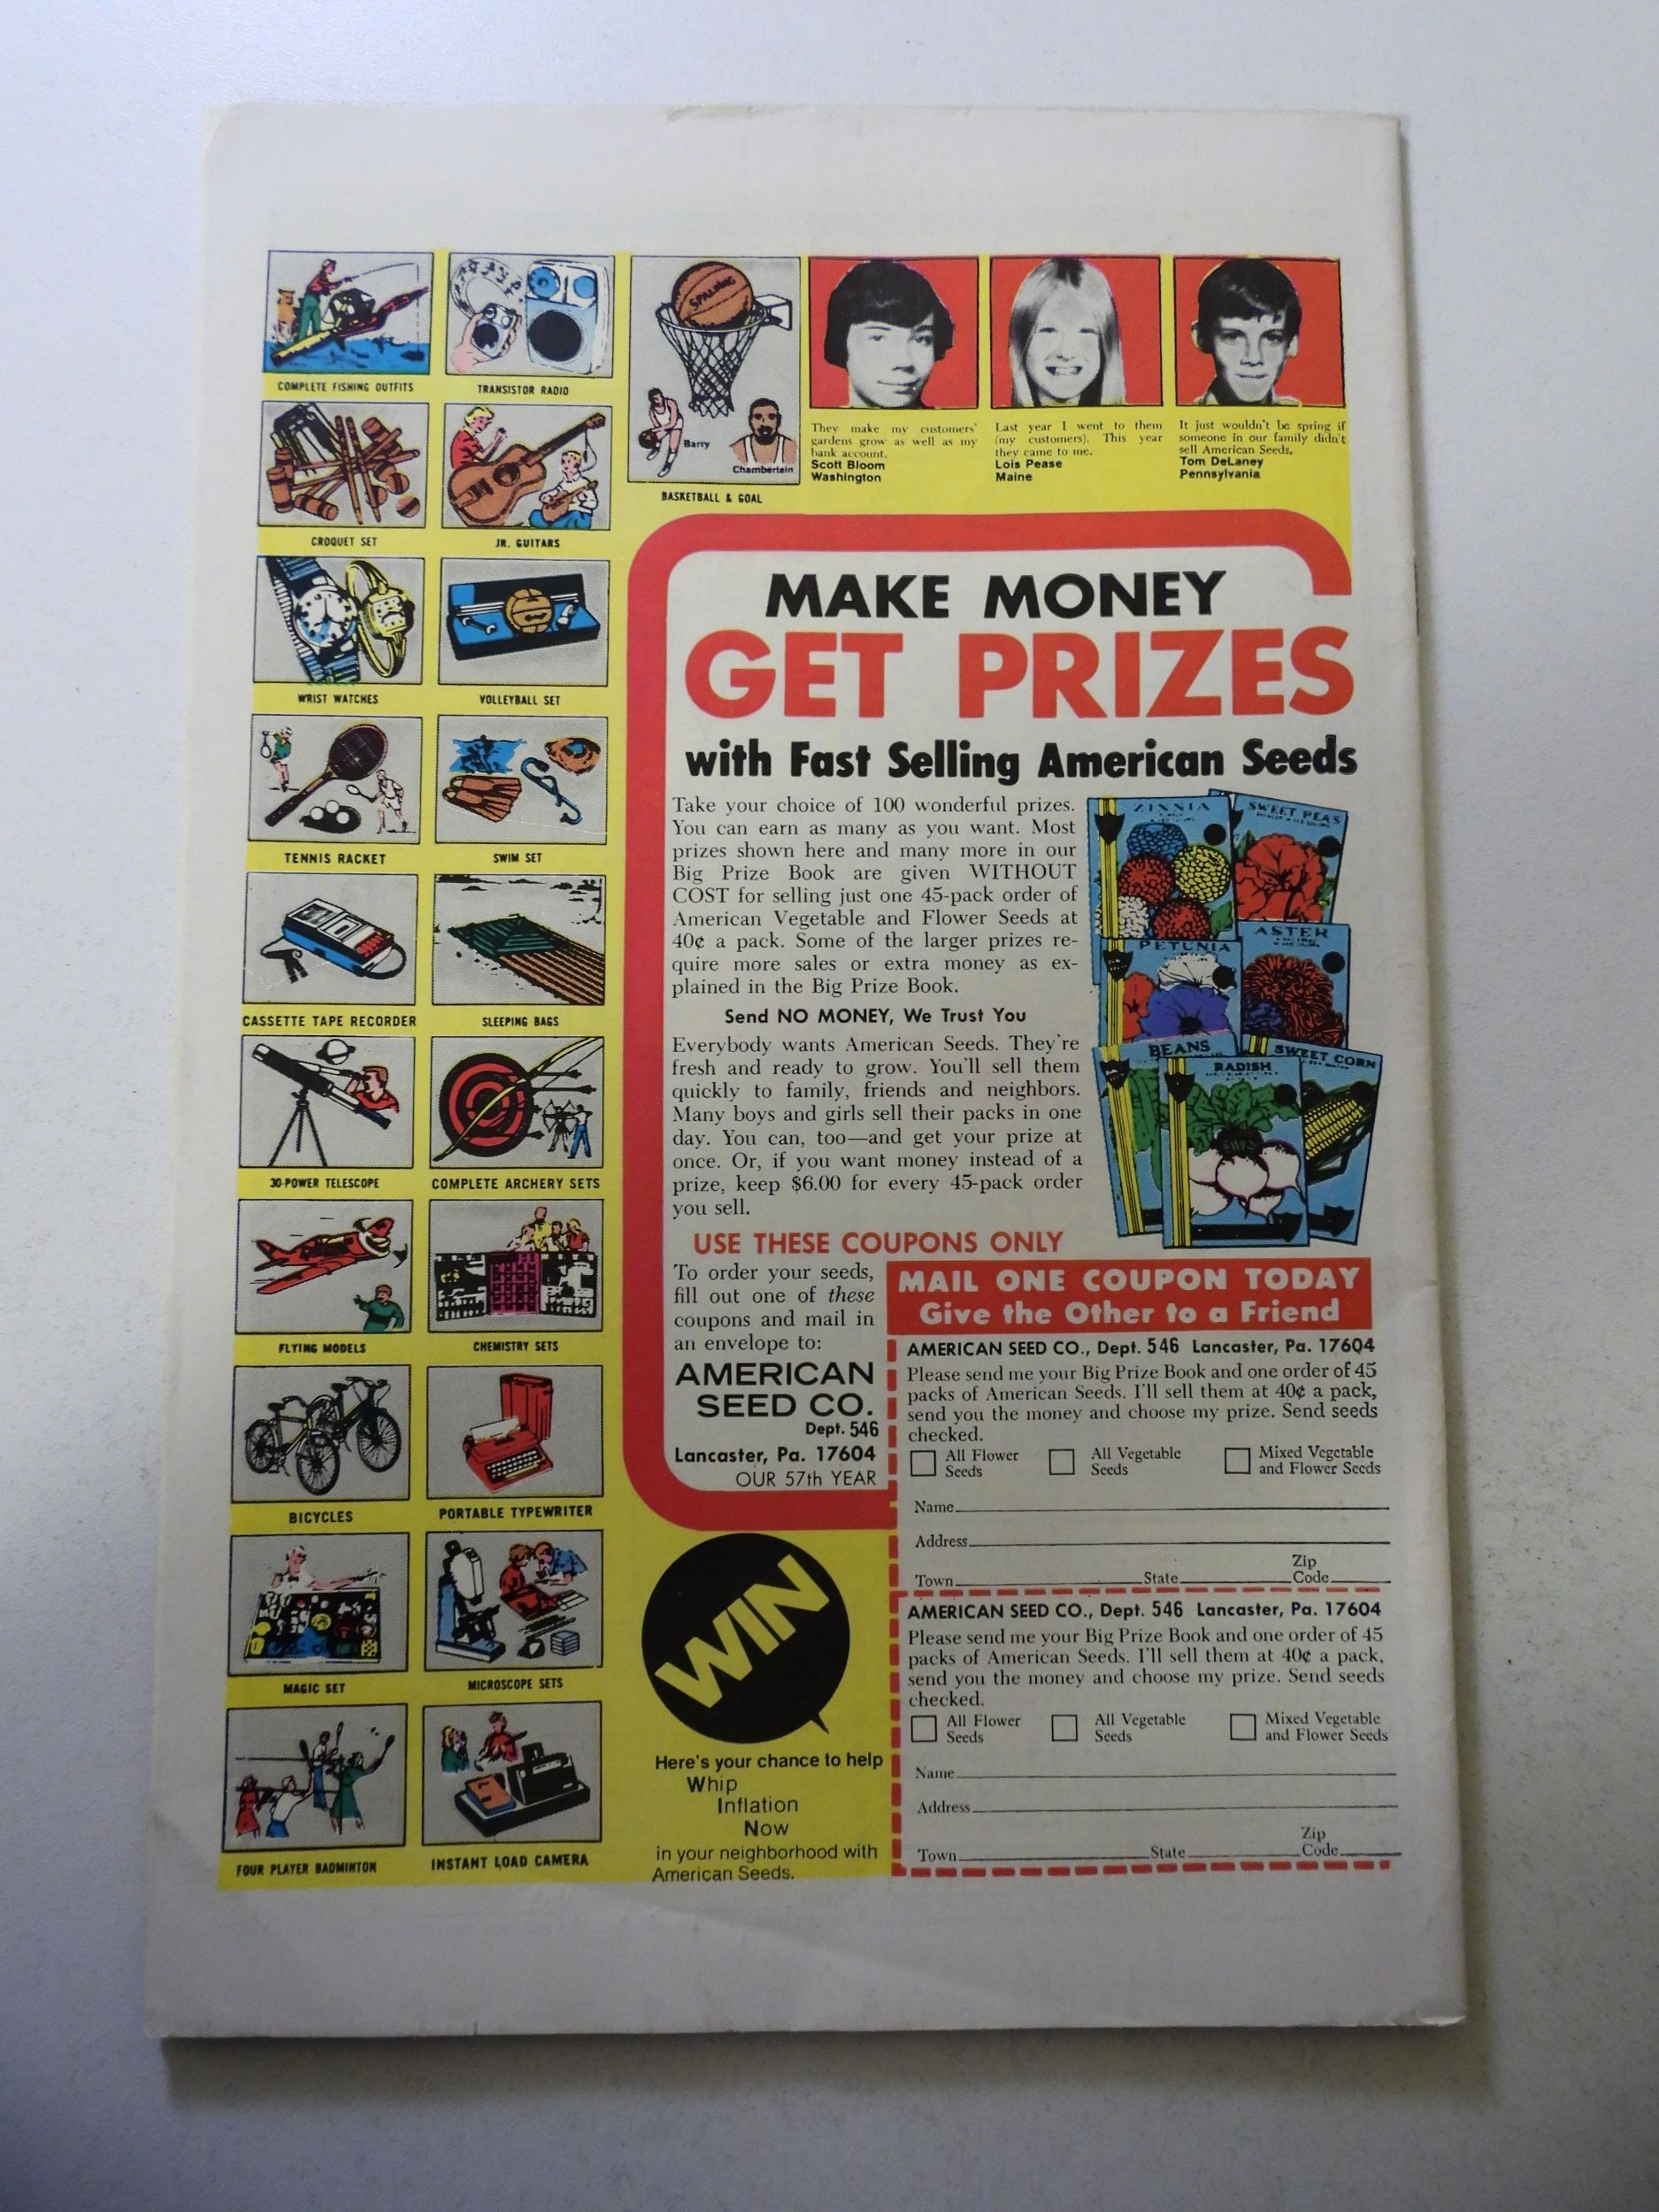 COMPLETE FISHING OUTFITS
TRANSISTOR RADIO
CROQUET SET
JR. GUITARS
WRIST WATCHES
VOLLEYBALL SET
TENNIS RACKET
SWIM SET
CASSETTE TAPE RECORDER
SLEEPING BAGS
30-POWER TELESCOPE
COMPLETE ARCHERY SETS
FLYING MODELS
CHEMISTRY SETS
BICYCLES
PORTABLE TYPEWRITER
MAGIC SET
MICROSCOPE SETS
FOUR PLAYER BADMINTON
INSTANT LOAD CAMERA
SPALDING
Barry
Chamberlain
BASKETBALL & GOAL
They make my customers'
gardens grow as well as my
bank account.
Scott Bloom
Washington
Last year I went to them
(my customers). This year
they came to me.
Lois Pease
Maine
It just wouldn't be spring if
someone in our family didn't
sell American Seeds.
Tom DeLaney
Pennsylvania
MAKE MONEY
GET PRIZES
with Fast Selling American Seeds
Take your choice of 100 wonderful prizes.
You can earn as many as you want. Most
prizes shown here and many more in our
Big Prize Book are given WITHOUT
COST for selling just one 45-pack order of
American Vegetable and Flower Seeds at
40¢ a pack. Some of the larger prizes re-
quire more sales or extra money as ex-
plained in the Big Prize Book.
Send NO MONEY, We Trust You
Everybody wants American Seeds. They're
fresh and ready to grow. You'll sell them
quickly to family, friends and neighbors.
Many boys and girls sell their packs in one
day. You can, too—and get your prize at
once. Or, if you want money instead of a
prize, keep $6.00 for every 45-pack order
you sell.
ZINNIA
SWEET PEAS
PETUNIA
ASTER
BEANS
RADISH
SWEET CORN
USE THESE COUPONS ONLY
To order your seeds,
fill out one of these
coupons and mail in
an envelope to:
AMERICAN
SEED CO.
Dept. 546
Lancaster, Pa. 17604
OUR 57th YEAR
MAIL ONE COUPON TODAY
Give the Other to a Friend
AMERICAN SEED CO., Dept. 546 Lancaster, Pa. 17604
Please send me your Big Prize Book and one order of 45
packs of American Seeds. I'll sell them at 40¢ a pack,
send you the money and choose my prize. Send seeds
checked.
All Flower Seeds
All Vegetable Seeds
Mixed Vegetable and Flower Seeds
Name
Address
Town State Zip Code
AMERICAN SEED CO., Dept. 546 Lancaster, Pa. 17604
Please send me your Big Prize Book and one order of 45
packs of American Seeds. I'll sell them at 40¢ a pack,
send you the money and choose my prize. Send seeds
checked.
All Flower Seeds
All Vegetable Seeds
Mixed Vegetable and Flower Seeds
Name
Address
Town State Zip Code
WIN
Here's your chance to help
Whip
Inflation
Now
in your neighborhood with
American Seeds.